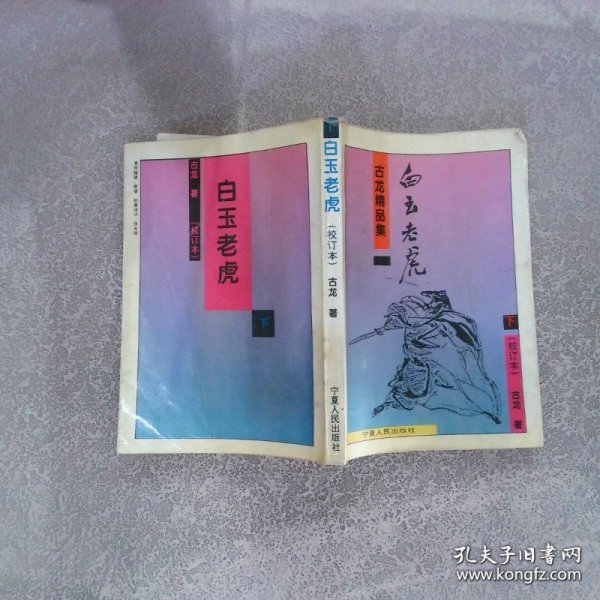 古龙 著 (校订本)
白玉老虎
下
下
白玉老虎
(校订本)
古龙 著
宁夏人民出版社
古龙精品集
白玉老虎
下
(校订本)
古龙 著
宁夏人民出版社
孔夫子旧书网
www.kongfz.com